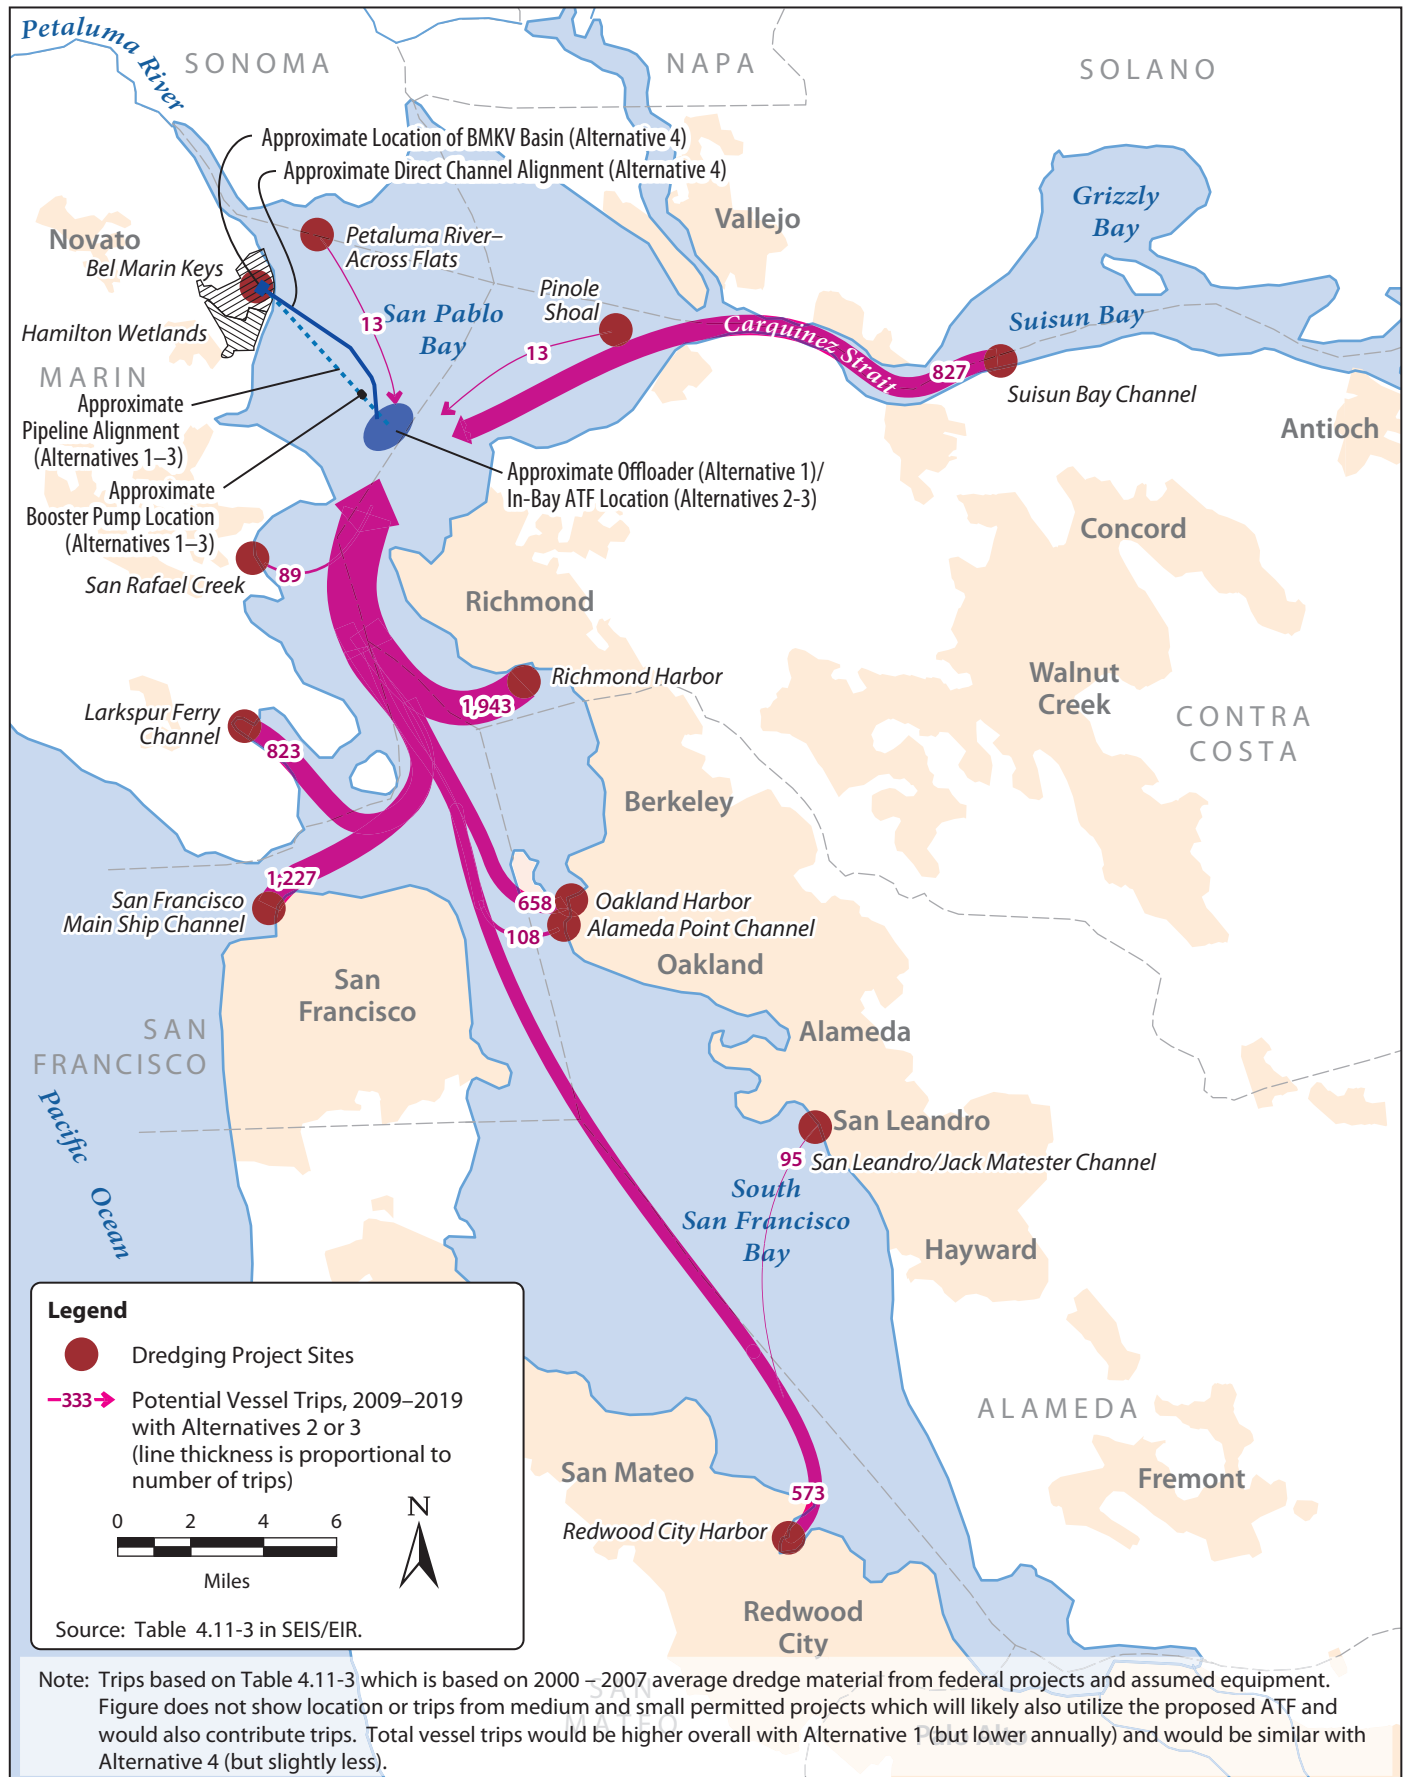 Petaluma River
SONOMA
NAPA
SOLANO
Approximate Location of BMKV Basin (Alternative 4)
Approximate Direct Channel Alignment (Alternative 4)
Grizzly
Bay
Vallejo
Novato
Petaluma River–
Across Flats
Bel Marin Keys
Pinole
Shoal
San Pablo
Bay
13
13
Suisun Bay
Carquinez Strait
Hamilton Wetlands
827
Suisun Bay Channel
MARIN
Approximate
Pipeline Alignment
(Alternatives 1–3)
Antioch
Approximate Offloader (Alternative 1)/
In-Bay ATF Location (Alternatives 2-3)
Approximate
Booster Pump Location
(Alternatives 1–3)
Concord
89
San Rafael Creek
Richmond
Richmond Harbor
1,943
Walnut
Creek
CONTRA
COSTA
Larkspur Ferry
Channel
823
Berkeley
1,227
San Francisco
Main Ship Channel
658
Oakland Harbor
108
Alameda Point Channel
Oakland
San
Francisco
SAN
FRANCISCO
Alameda
Pacific
Ocean
San Leandro
95
San Leandro/Jack Matester Channel
South
San Francisco
Bay
Hayward
Legend
Dredging Project Sites
333
Potential Vessel Trips, 2009–2019
with Alternatives 2 or 3
(line thickness is proportional to
number of trips)
N
0 2 4 6
Miles
Source: Table 4.11-3 in SEIS/EIR.
ALAMEDA
San Mateo
Fremont
573
Redwood City Harbor
Redwood
City
SAN
MATEO
Palo Alto
Note: Trips based on Table 4.11-3 which is based on 2000 – 2007 average dredge material from federal projects and assumed equipment.
Figure does not show location or trips from medium and small permitted projects which will likely also utilize the proposed ATF and
would also contribute trips. Total vessel trips would be higher overall with Alternative 1 (but lower annually) and would be similar with
Alternative 4 (but slightly less).